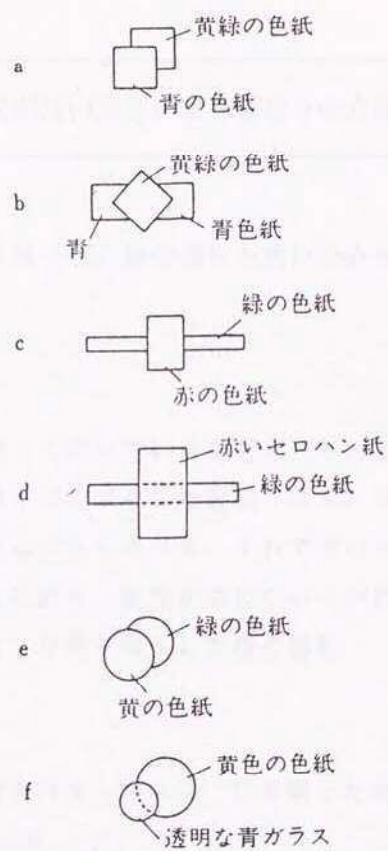 黄緑の色紙
a
青の色紙
黄緑の色紙
b
青
青色紙
緑の色紙
c
赤の色紙
赤いセロハン紙
d
緑の色紙
緑の色紙
e
黄の色紙
黄色の色紙
f
透明な青ガラス